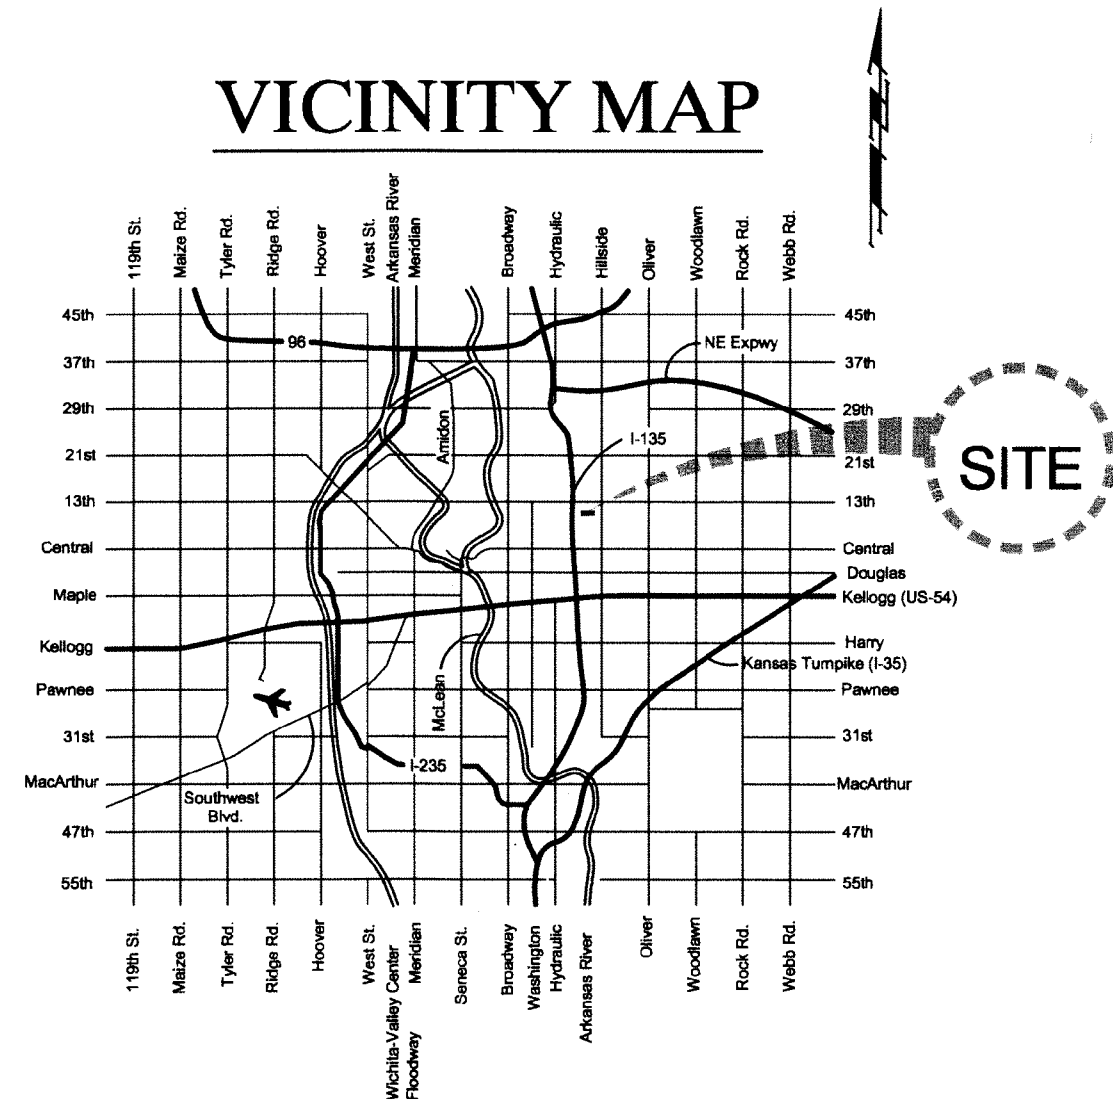 VICINITY MAP
119th St.
Maize Rd.
Tyler Rd.
Ridge Rd.
Hoover
West St.
Arkansas River
Meridian
Broadway
Hydraulic
Hillside
Oliver
Woodlawn
Rock Rd.
Webb Rd.
45th
45th
96
NE Expwy
37th
37th
29th
29th
Amidon
I-135
21st
21st
SITE
13th
13th
Central
Central
Douglas
Maple
Kellogg (US-54)
Kellogg
Harry
Kansas Turnpike (I-35)
Pawnee
Pawnee
McLean
31st
31st
I-235
MacArthur
MacArthur
Southwest
Blvd.
47th
47th
55th
55th
119th St.
Maize Rd.
Tyler Rd.
Ridge Rd.
Hoover
West St.
Wichita-Valley Center
Floodway
Meridian
Seneca St.
Broadway
Washington
Hydraulic
Arkansas River
Oliver
Woodlawn
Rock Rd.
Webb Rd.